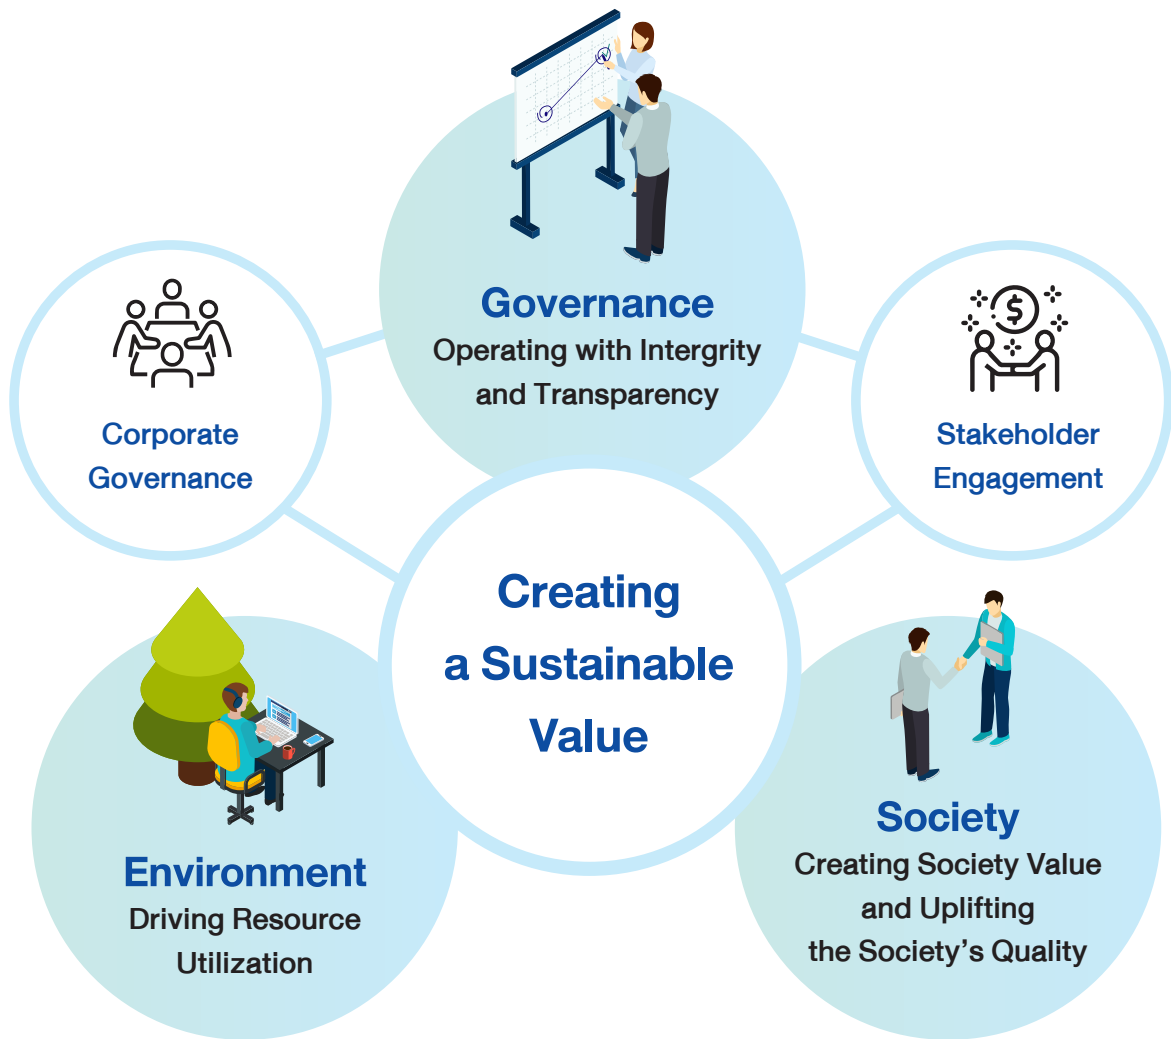 Governance
Operating with Intergrity
and Transparency
Corporate
Governance
Stakeholder
Engagement
Creating
a Sustainable
Value
Environment
Driving Resource
Utilization
Society
Creating Society Value
and Uplifting
the Society’s Quality
$